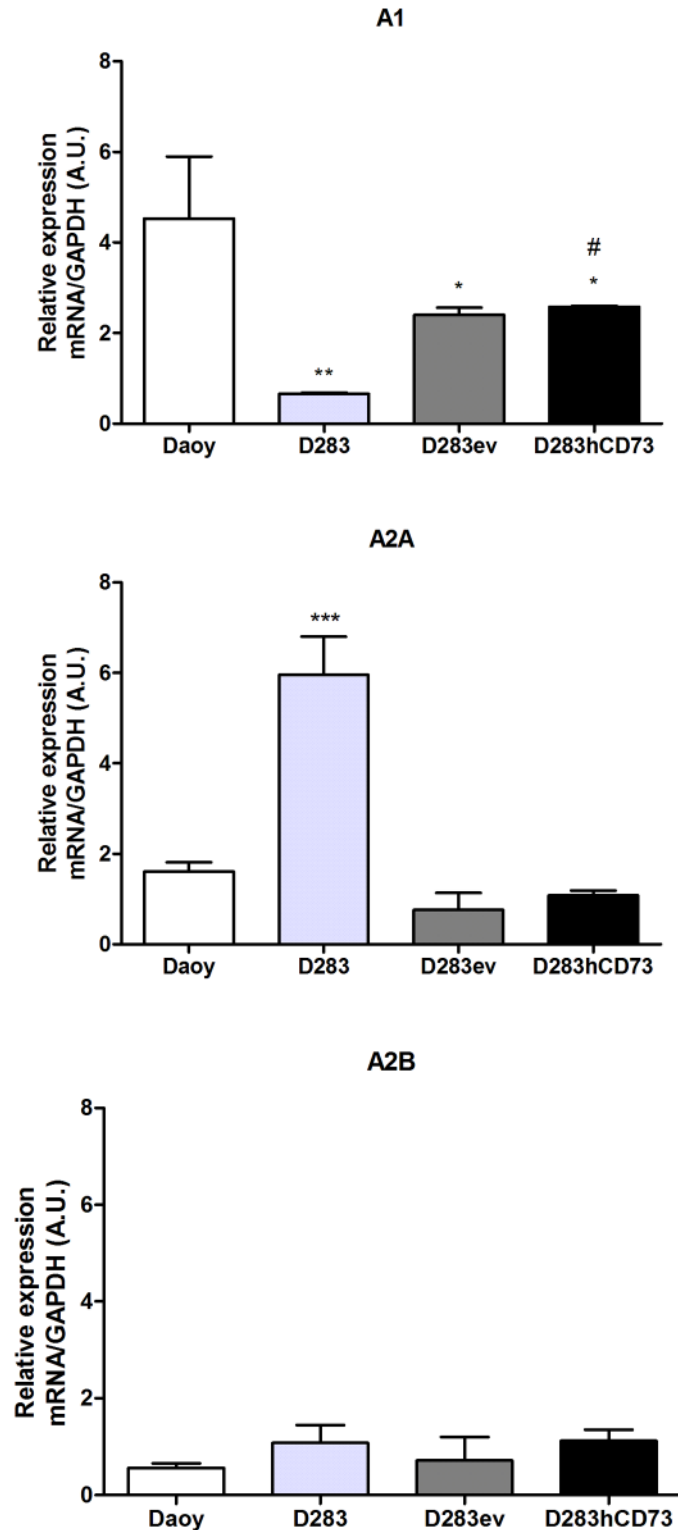 A1
Relative expression
mRNA/GAPDH (A.U.)
8
6
4
2
0
**
*
#
*
Daoy D283 D283ev D283hCD73
A2A
Relative expression
mRNA/GAPDH (A.U.)
8
6
4
2
0
***
Daoy D283 D283ev D283hCD73
A2B
Relative expression
mRNA/GAPDH (A.U.)
8
6
4
2
0
Daoy D283 D283ev D283hCD73